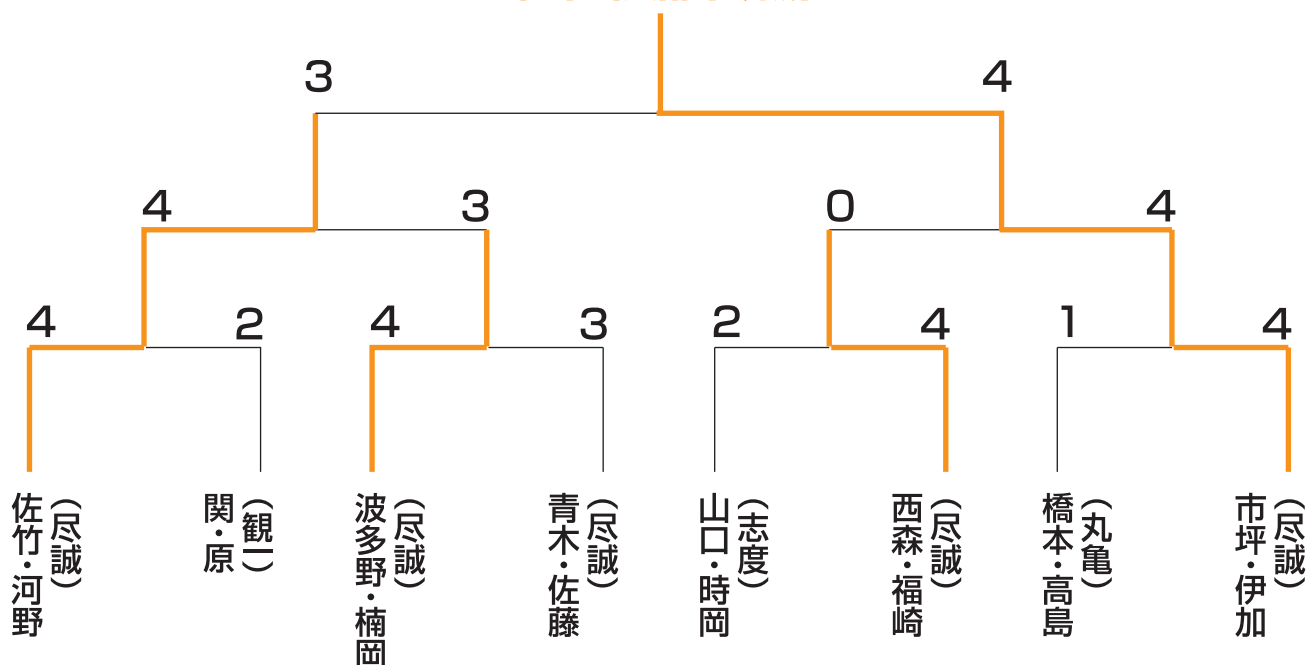 3
4
4
3
0
4
4
2
4
3
2
4
1
4
佐竹・河野
(尽誠)
関・原
(観一)
波多野・楠岡
(尽誠)
青木・佐藤
(尽誠)
山口・時岡
(志度)
西森・福崎
(尽誠)
橋本・高島
(丸亀)
市坪・伊加
(尽誠)